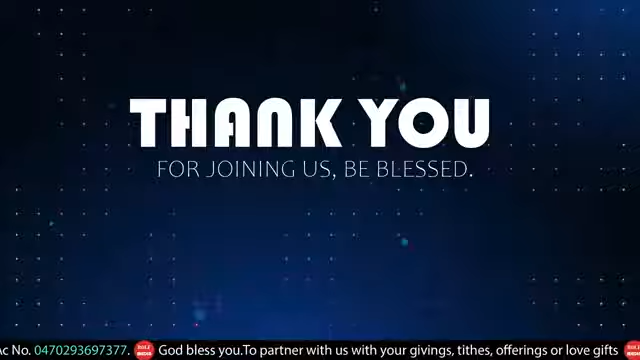 THANK YOU
FOR JOINING US, BE BLESSED.
Ac No. 0470293697377. God bless you.To partner with us with your givings, tithes, offerings or love gifts